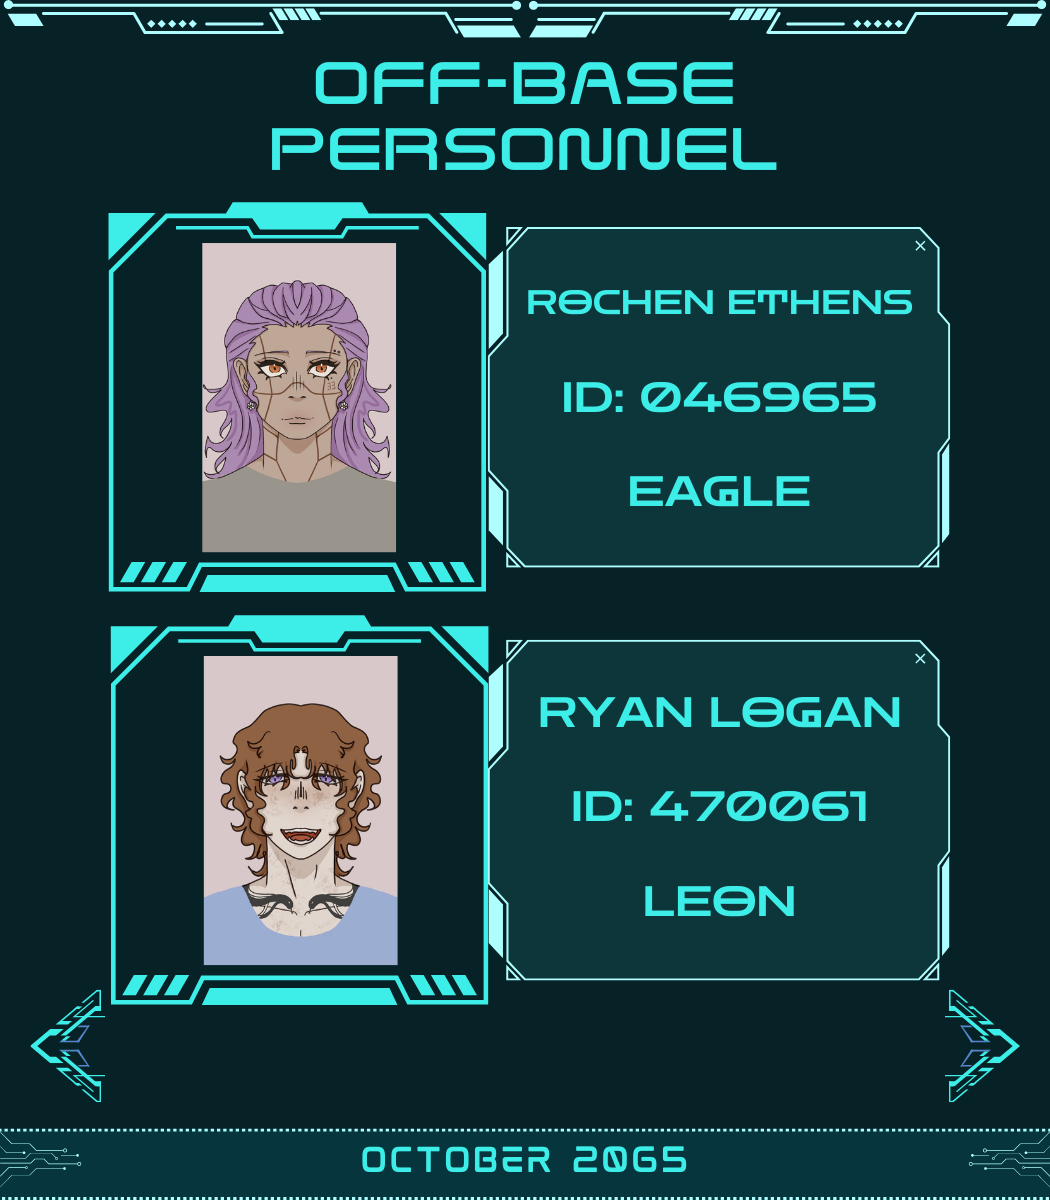 OFF-BASE
PERSONNEL
ROCHEN ETHENS
ID: 046965
EAGLE
RYAN LOGAN
ID: 470061
LEON
OCTOBER 2065